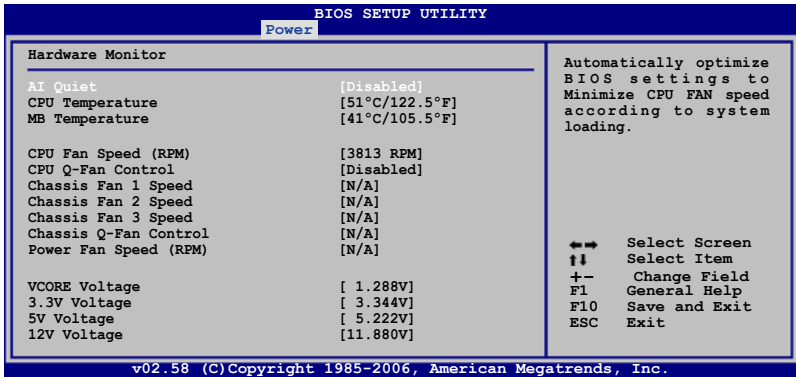 BIOS SETUP UTILITY
Power
Hardware Monitor
AI Quiet [Disabled]
CPU Temperature [51°C/122.5°F]
MB Temperature [41°C/105.5°F]
CPU Fan Speed (RPM) [3813 RPM]
CPU Q-Fan Control [Disabled]
Chassis Fan 1 Speed [N/A]
Chassis Fan 2 Speed [N/A]
Chassis Fan 3 Speed [N/A]
Chassis Q-Fan Control [N/A]
Power Fan Speed (RPM) [N/A]
VCORE Voltage [ 1.288V]
3.3V Voltage [ 3.344V]
5V Voltage [ 5.222V]
12V Voltage [11.880V]
Automatically optimize
BIOS settings to
Minimize CPU FAN speed
according to system
loading.
←→ Select Screen
↑↓ Select Item
+- Change Field
F1 General Help
F10 Save and Exit
ESC Exit
v02.58 (C)Copyright 1985-2006, American Megatrends, Inc.